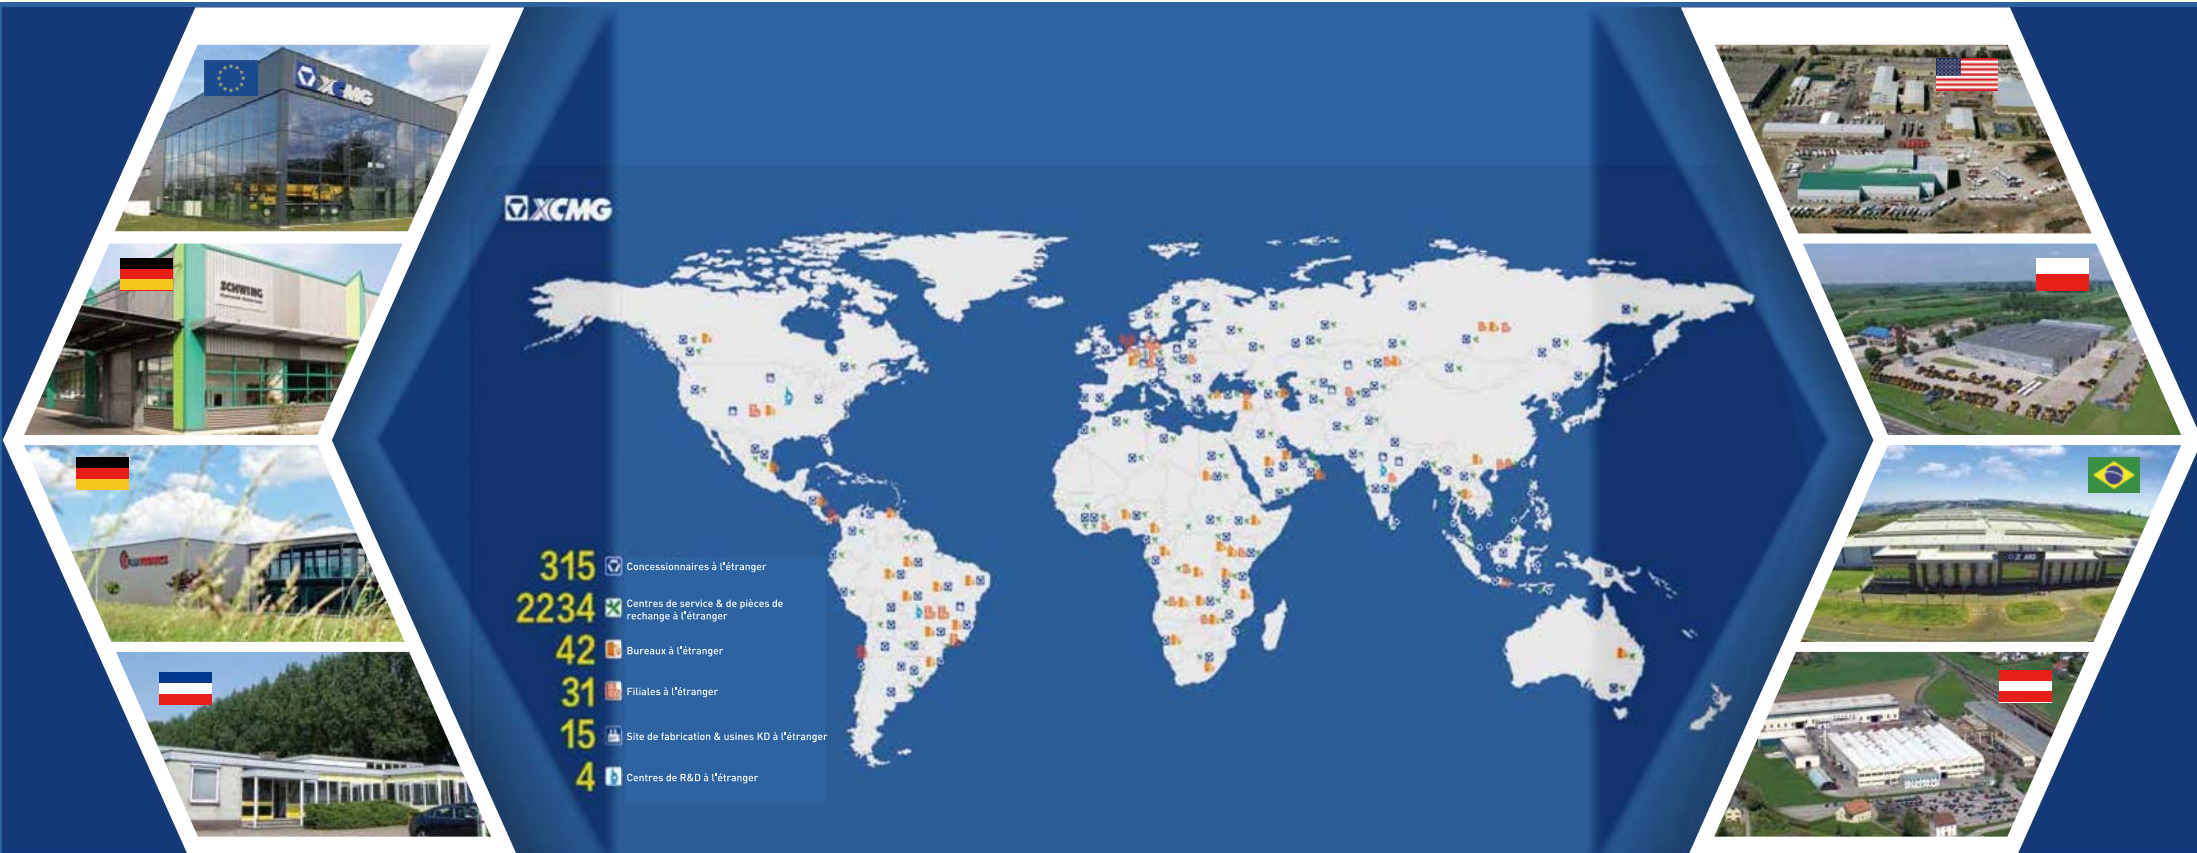 XCMG
SCHWING
XCMG
315 Concessionnaires à l'étranger
2234 Centres de service & de pièces de
rechange à l'étranger
42 Bureaux à l'étranger
31 Filiales à l'étranger
15 Site de fabrication & usines KD à l'étranger
4 Centres de R&D à l'étranger